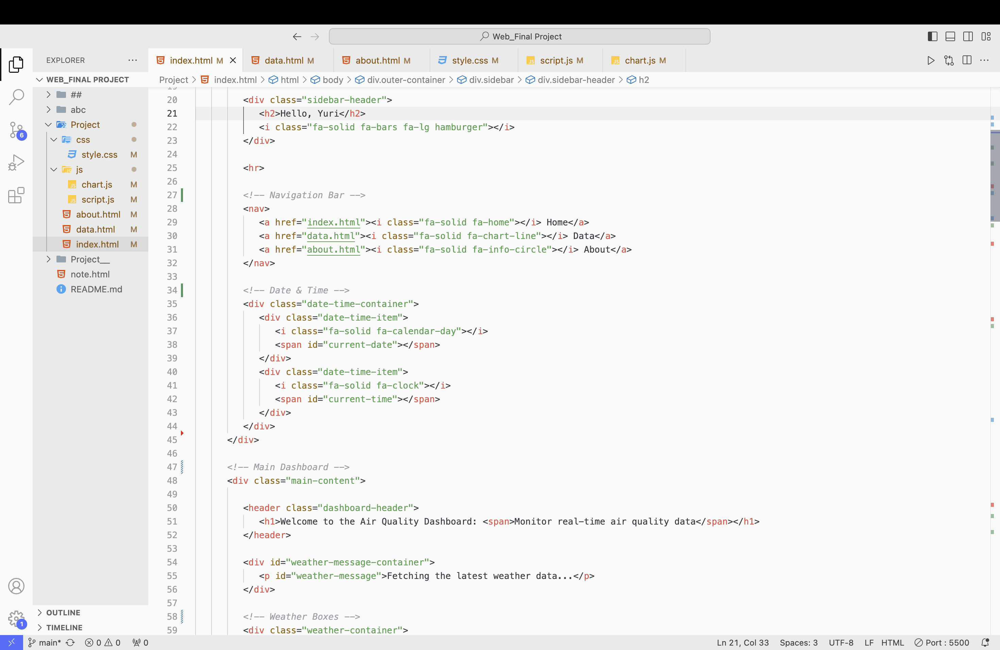 Web_Final Project
EXPLORER
index.html M
data.html M
about.html M
style.css M
script.js M
chart.js M
WEB_FINAL PROJECT
Project > index.html > html > body > div.outer-container > div.sidebar > div.sidebar-header > h2
##
abc
Project
css
style.css M
js
chart.js M
script.js M
about.html M
data.html M
index.html M
Project__
note.html
README.md
OUTLINE
TIMELINE
6
1
19
20 <div class="sidebar-header">
21 <h2>Hello, Yuri</h2>
22 <i class="fa-solid fa-bars fa-lg hamburger"></i>
23 </div>
24
25 <hr>
26
27 <!-- Navigation Bar -->
28 <nav>
29 <a href="index.html"><i class="fa-solid fa-home"></i> Home</a>
30 <a href="data.html"><i class="fa-solid fa-chart-line"></i> Data</a>
31 <a href="about.html"><i class="fa-solid fa-info-circle"></i> About</a>
32 </nav>
33
34 <!-- Date & Time -->
35 <div class="date-time-container">
36 <div class="date-time-item">
37 <i class="fa-solid fa-calendar-day"></i>
38 <span id="current-date"></span>
39 </div>
40 <div class="date-time-item">
41 <i class="fa-solid fa-clock"></i>
42 <span id="current-time"></span>
43 </div>
44 </div>
45 </div>
46
47 <!-- Main Dashboard -->
48 <div class="main-content">
49
50 <header class="dashboard-header">
51 <h1>Welcome to the Air Quality Dashboard: <span>Monitor real-time air quality data</span></h1>
52 </header>
53
54 <div id="weather-message-container">
55 <p id="weather-message">Fetching the latest weather data...</p>
56 </div>
57
58 <!-- Weather Boxes -->
59 <div class="weather-container">
main* 0 0 0
Ln 21, Col 33 Spaces: 3 UTF-8 LF HTML Port : 5500